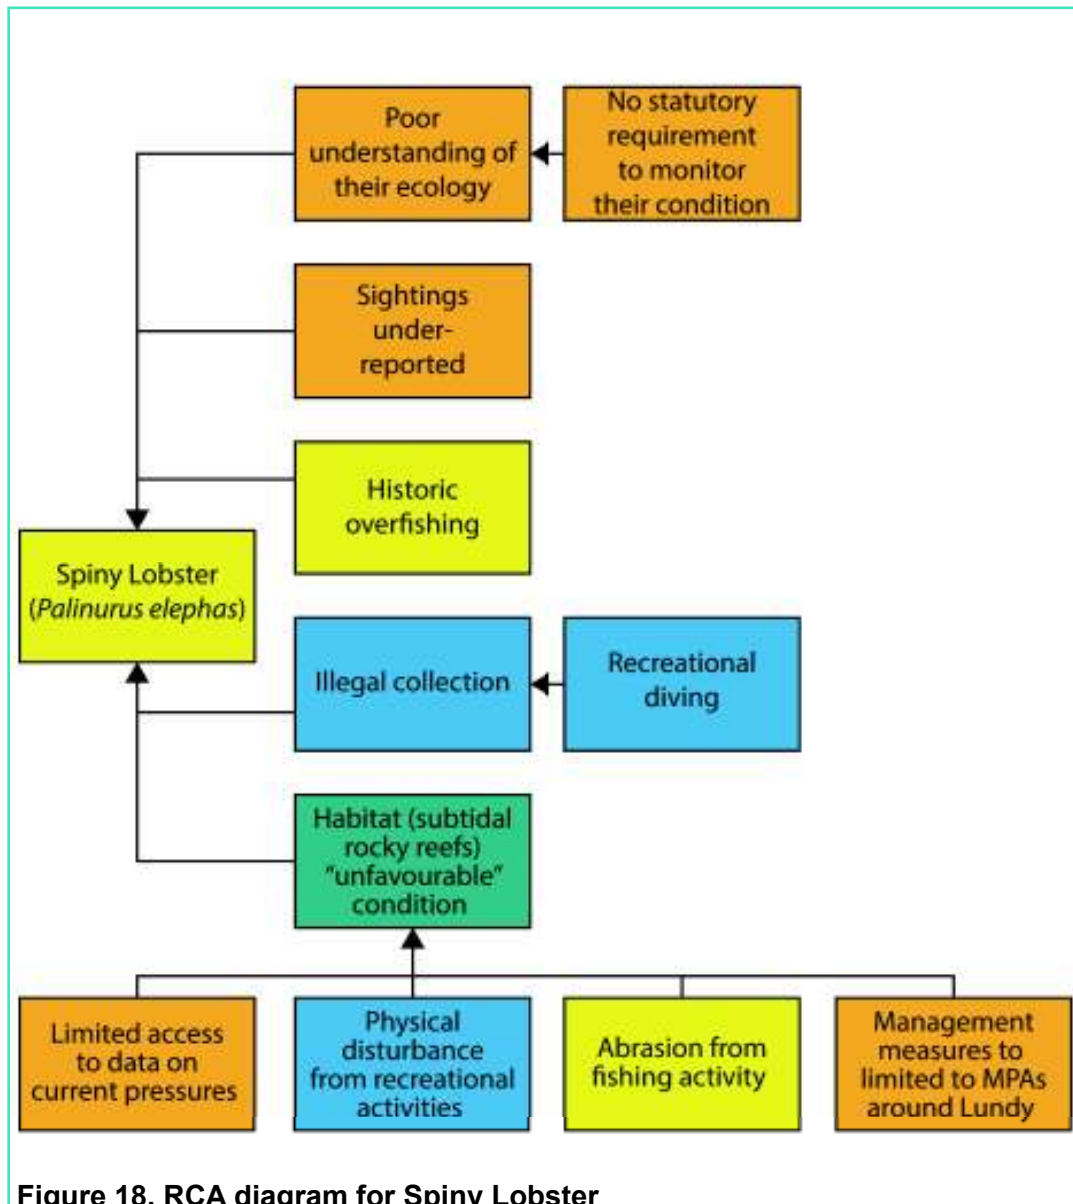 Poor
understanding of
their ecology
No statutory
requirement
to monitor
their condition
Sightings
under-
reported
Historic
overfishing
Spiny Lobster
(Palinurus elephas)
Illegal collection
Recreational
diving
Habitat (subtidal
rocky reefs)
"unfavourable"
condition
Limited access
to data on
current pressures
Physical
disturbance
from recreational
activities
Abrasion from
fishing activity
Management
measures to
limited to MPAs
around Lundy
Figure 18. RCA diagram for Spiny Lobster